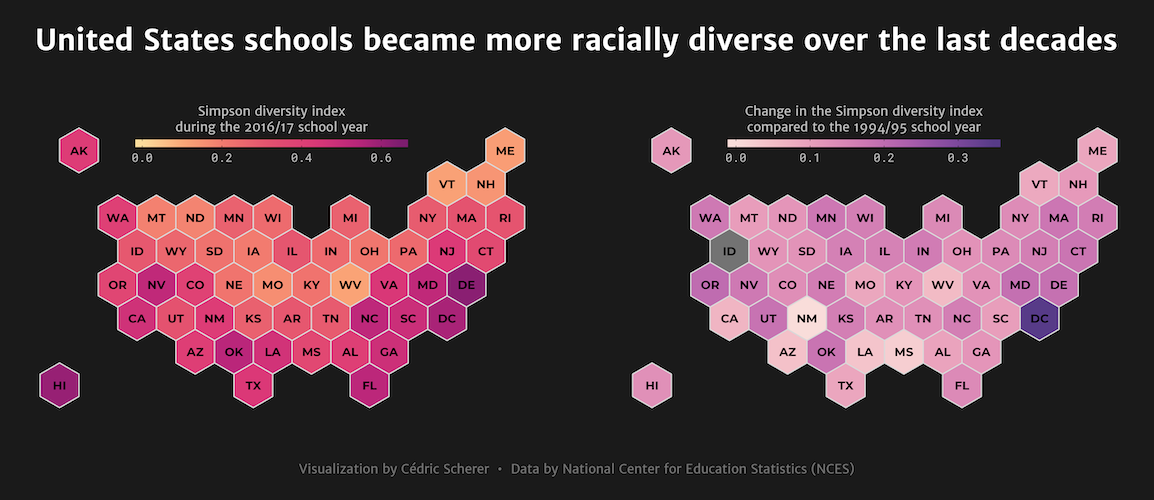 United States schools became more racially diverse over the last decades
Simpson diversity index
during the 2016/17 school year
0.0 0.2 0.4 0.6
AK ME
VT NH
WA MT ND MN WI MI NY MA RI
ID WY SD IA IL IN OH PA NJ CT
OR NV CO NE MO KY WV VA MD DE
CA UT NM KS AR TN NC SC DC
AZ OK LA MS AL GA
HI TX FL
Change in the Simpson diversity index
compared to the 1994/95 school year
0.0 0.1 0.2 0.3
AK ME
VT NH
WA MT ND MN WI MI NY MA RI
ID WY SD IA IL IN OH PA NJ CT
OR NV CO NE MO KY WV VA MD DE
CA UT NM KS AR TN NC SC DC
AZ OK LA MS AL GA
HI TX FL
Visualization by Cédric Scherer • Data by National Center for Education Statistics (NCES)